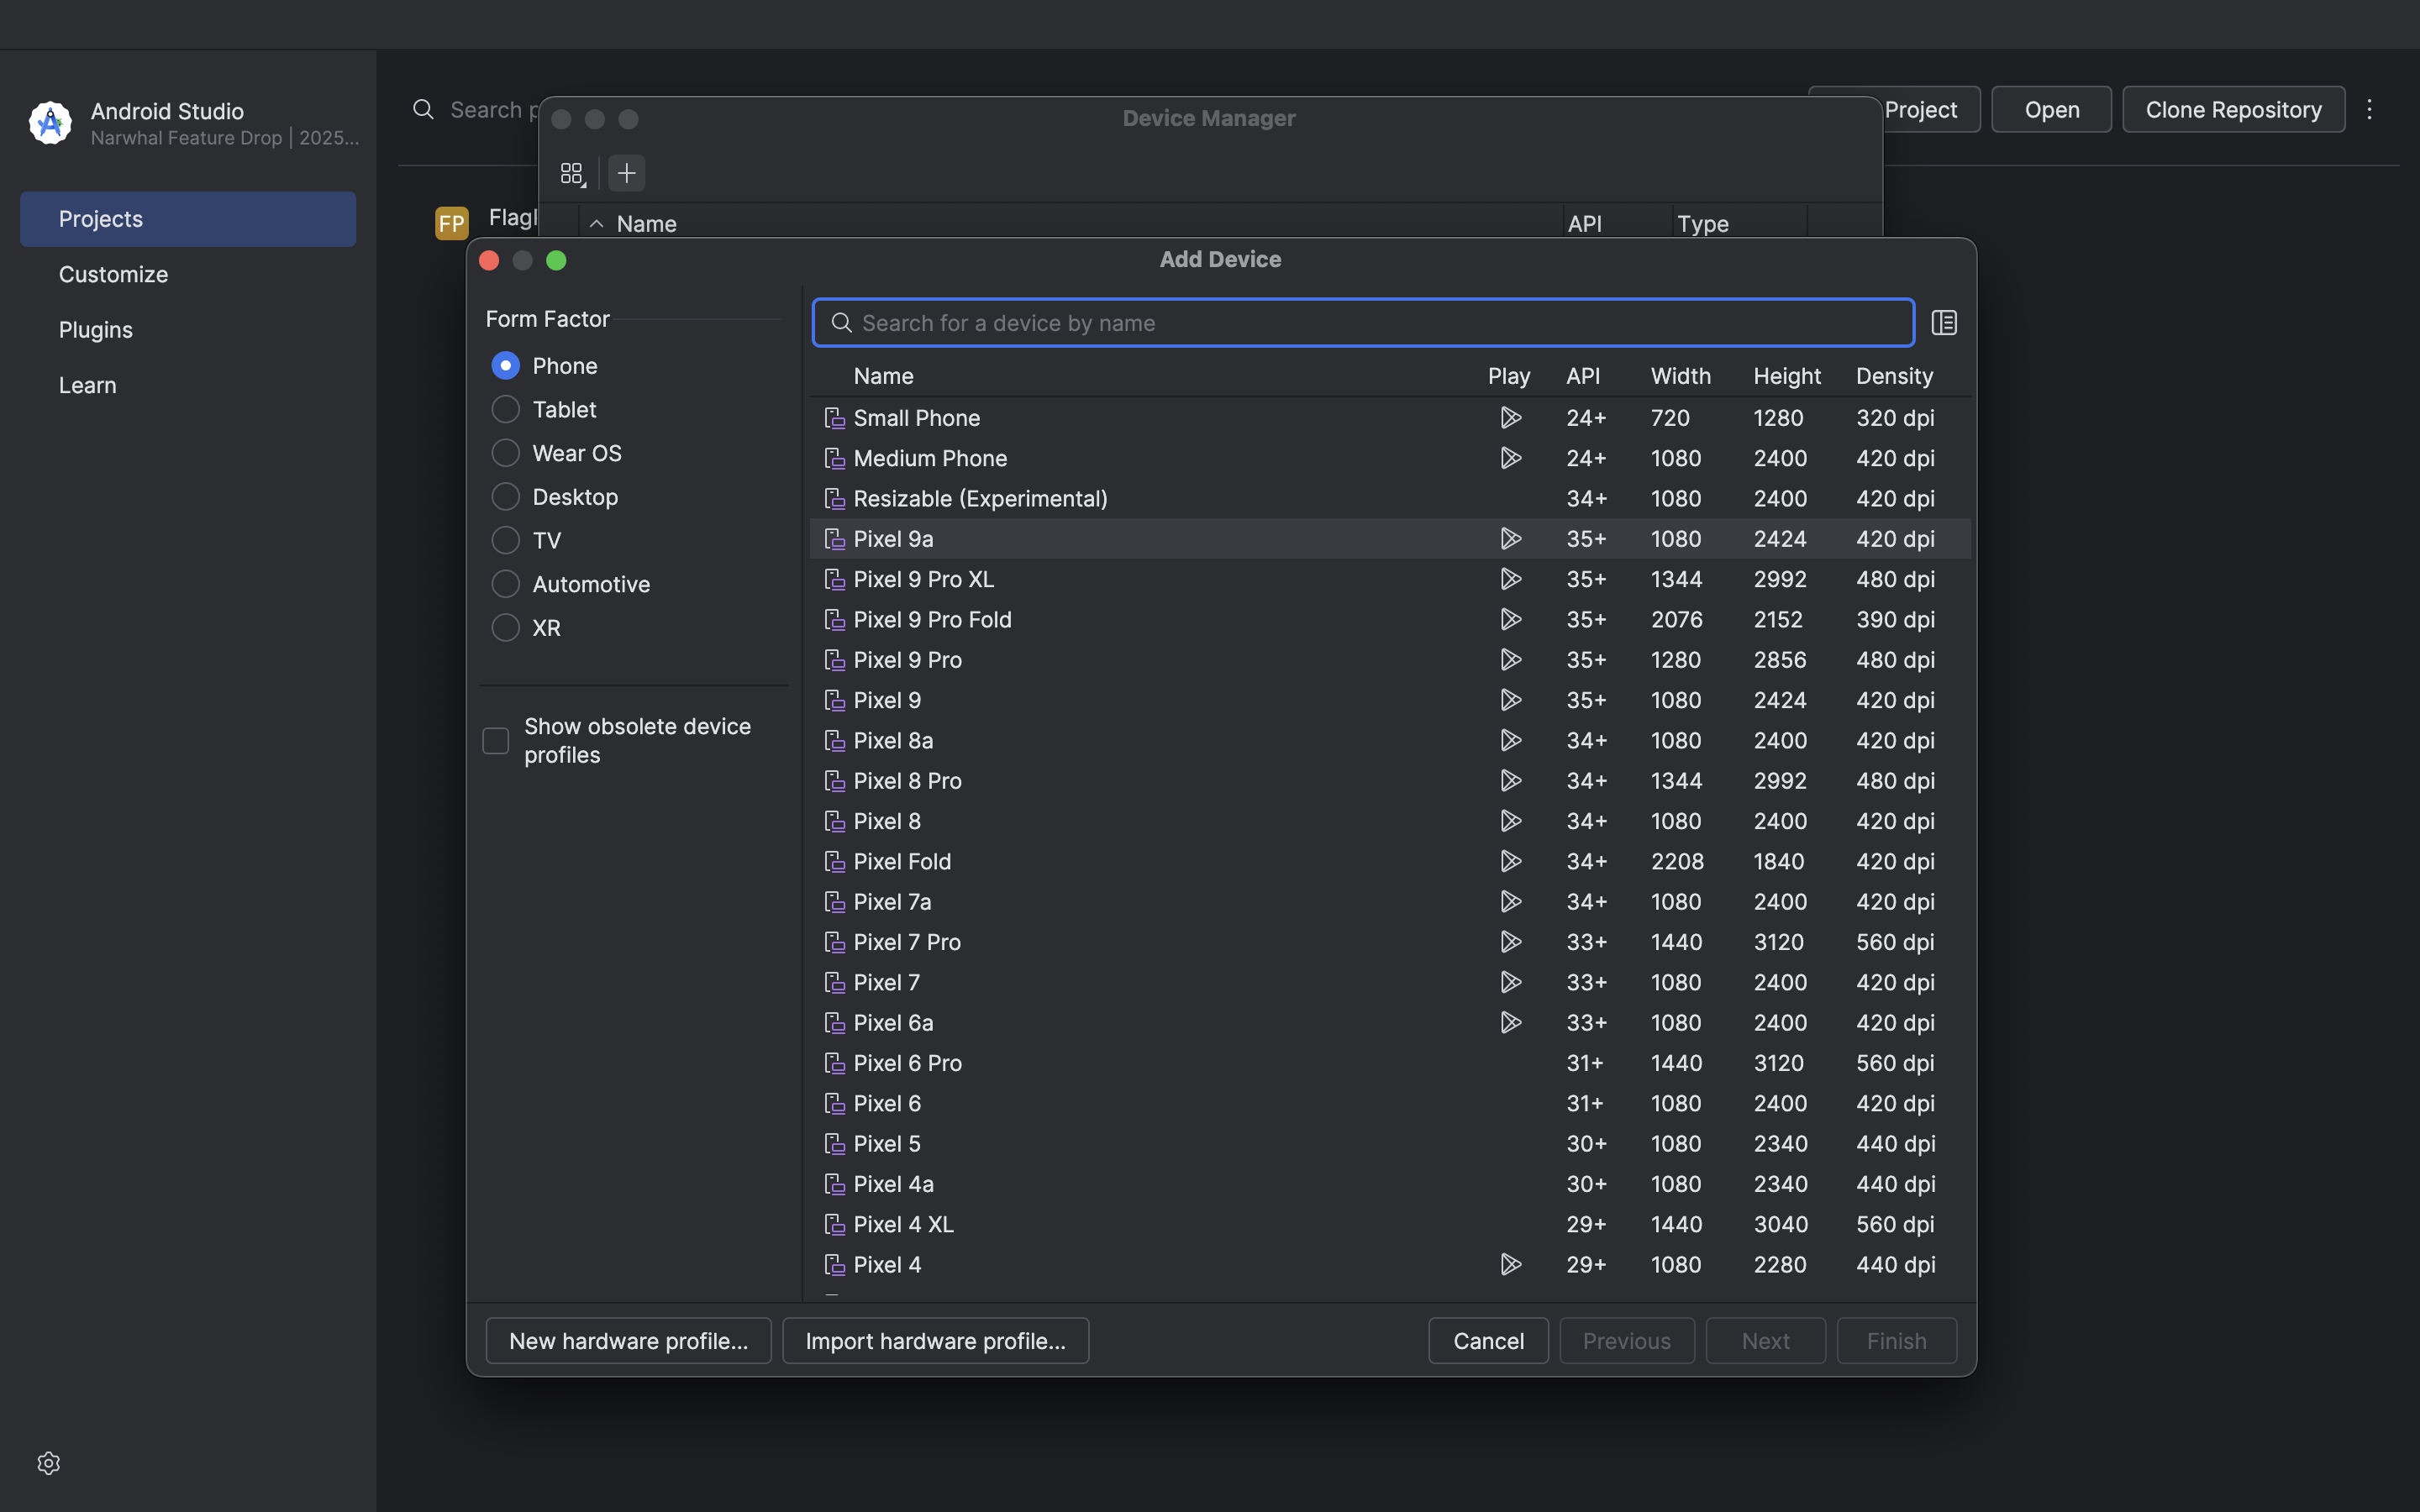 Android Studio
Narwhal Feature Drop | 2025...
Projects
Customize
Plugins
Learn
Search
Project
Open
Clone Repository
FP
Device Manager
Name API Type
Add Device
Form Factor
Phone
Tablet
Wear OS
Desktop
TV
Automotive
XR
Show obsolete device
profiles
Search for a device by name
Name Play API Width Height Density
Small Phone 24+ 720 1280 320 dpi
Medium Phone 24+ 1080 2400 420 dpi
Resizable (Experimental) 34+ 1080 2400 420 dpi
Pixel 9a 35+ 1080 2424 420 dpi
Pixel 9 Pro XL 35+ 1344 2992 480 dpi
Pixel 9 Pro Fold 35+ 2076 2152 390 dpi
Pixel 9 Pro 35+ 1280 2856 480 dpi
Pixel 9 35+ 1080 2424 420 dpi
Pixel 8a 34+ 1080 2400 420 dpi
Pixel 8 Pro 34+ 1344 2992 480 dpi
Pixel 8 34+ 1080 2400 420 dpi
Pixel Fold 34+ 2208 1840 420 dpi
Pixel 7a 34+ 1080 2400 420 dpi
Pixel 7 Pro 33+ 1440 3120 560 dpi
Pixel 7 33+ 1080 2400 420 dpi
Pixel 6a 33+ 1080 2400 420 dpi
Pixel 6 Pro 31+ 1440 3120 560 dpi
Pixel 6 31+ 1080 2400 420 dpi
Pixel 5 30+ 1080 2340 440 dpi
Pixel 4a 30+ 1080 2340 440 dpi
Pixel 4 XL 29+ 1440 3040 560 dpi
Pixel 4 29+ 1080 2280 440 dpi
New hardware profile...
Import hardware profile...
Cancel
Previous
Next
Finish